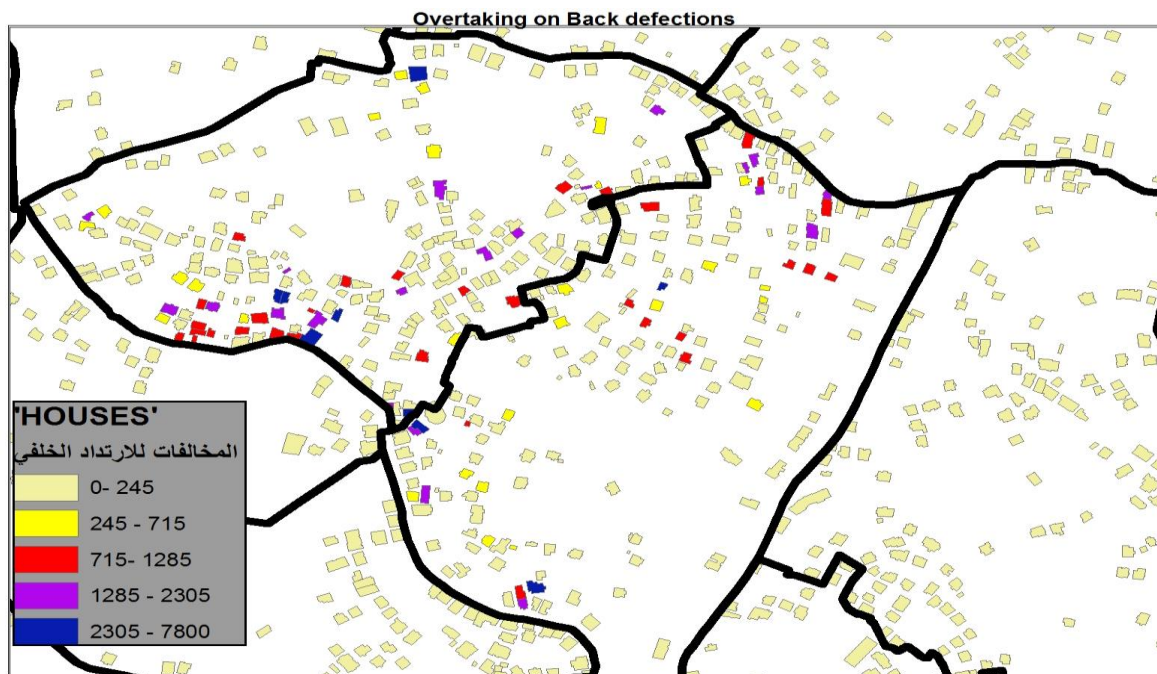 Overtaking on Back defections
'HOUSES'
المخالفات للارتداد الخلفي
0- 245
245 - 715
715- 1285
1285 - 2305
2305 - 7800